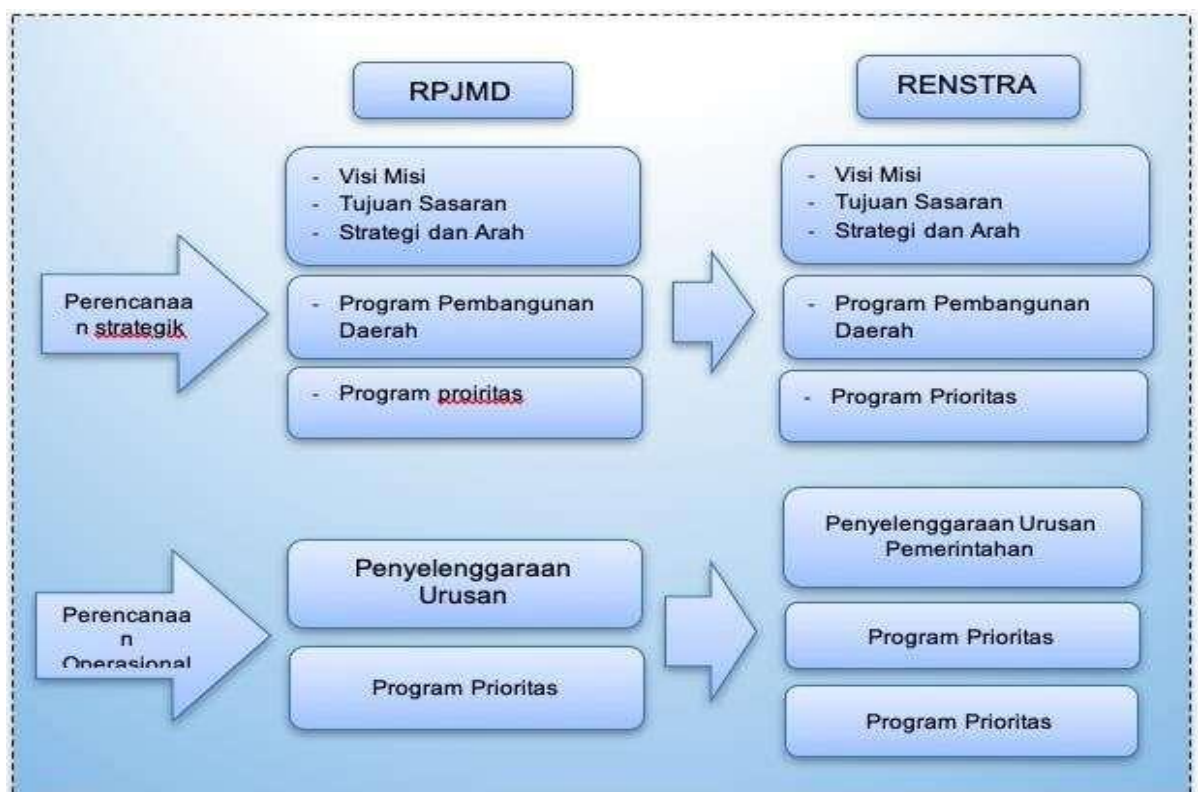 RPJMD
RENSTRA
- Visi Misi
- Tujuan Sasaran
- Strategi dan Arah
- Visi Misi
- Tujuan Sasaran
- Strategi dan Arah
Perencanaa
n strategik
- Program Pembangunan
Daerah
- Program Pembangunan
Daerah
- Program proiritas
- Program Prioritas
Perencanaa
n
Operasional
Penyelenggaraan
Urusan
Program Prioritas
Penyelenggaraan Urusan
Pemerintahan
Program Prioritas
Program Prioritas